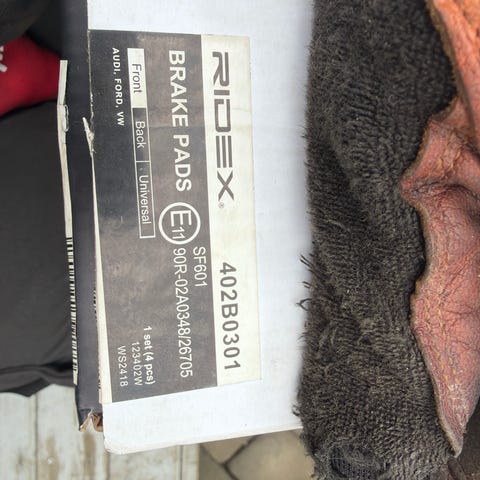 RIDEX®
402B0301
BRAKE PADS
E11
SF601
90R-02A0348/26705
Front Back Universal
AUDI, FORD, VW
1 set (4 pcs)
123402W
WS2418